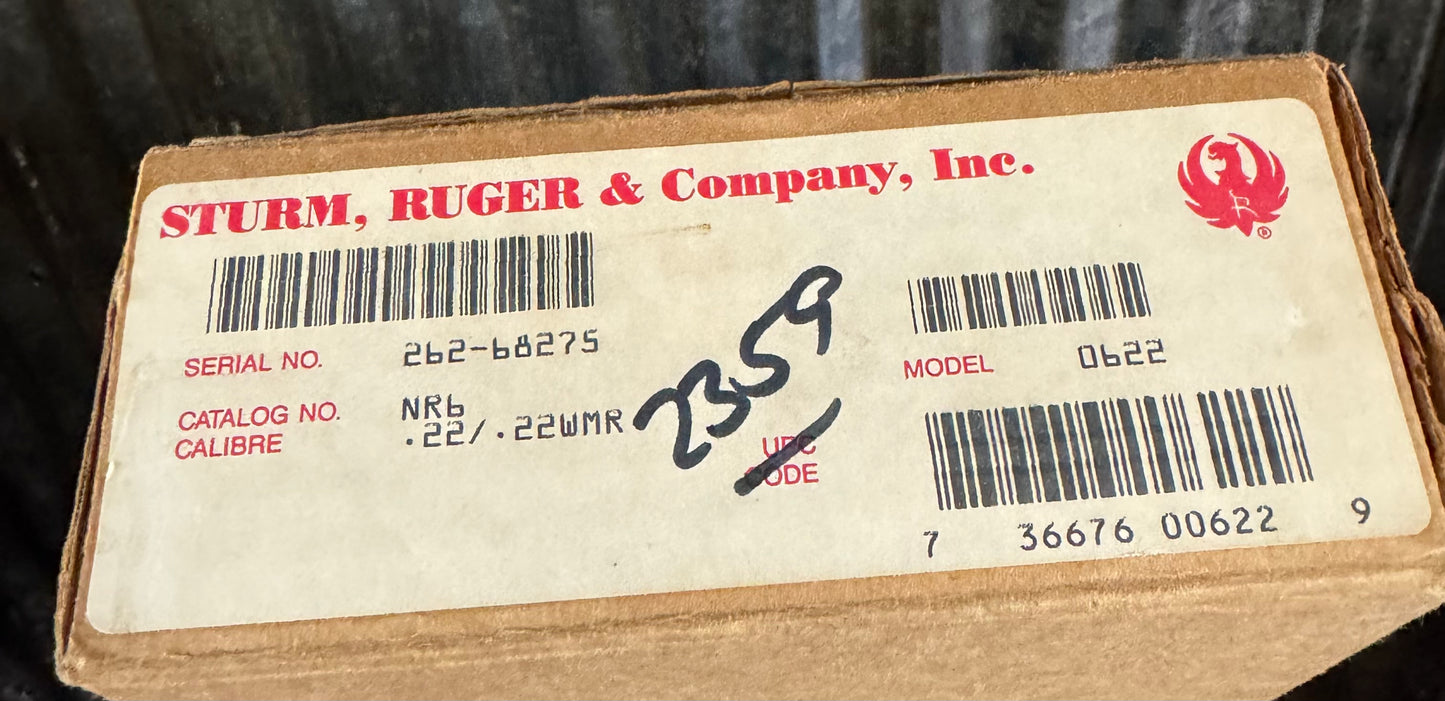 STURM, RUGER & Company, Inc.
®
SERIAL NO. 262-68275
MODEL 0622
CATALOG NO. NR6
CALIBRE .22/.22WMR
2359
UPC
CODE
7 36676 00622 9